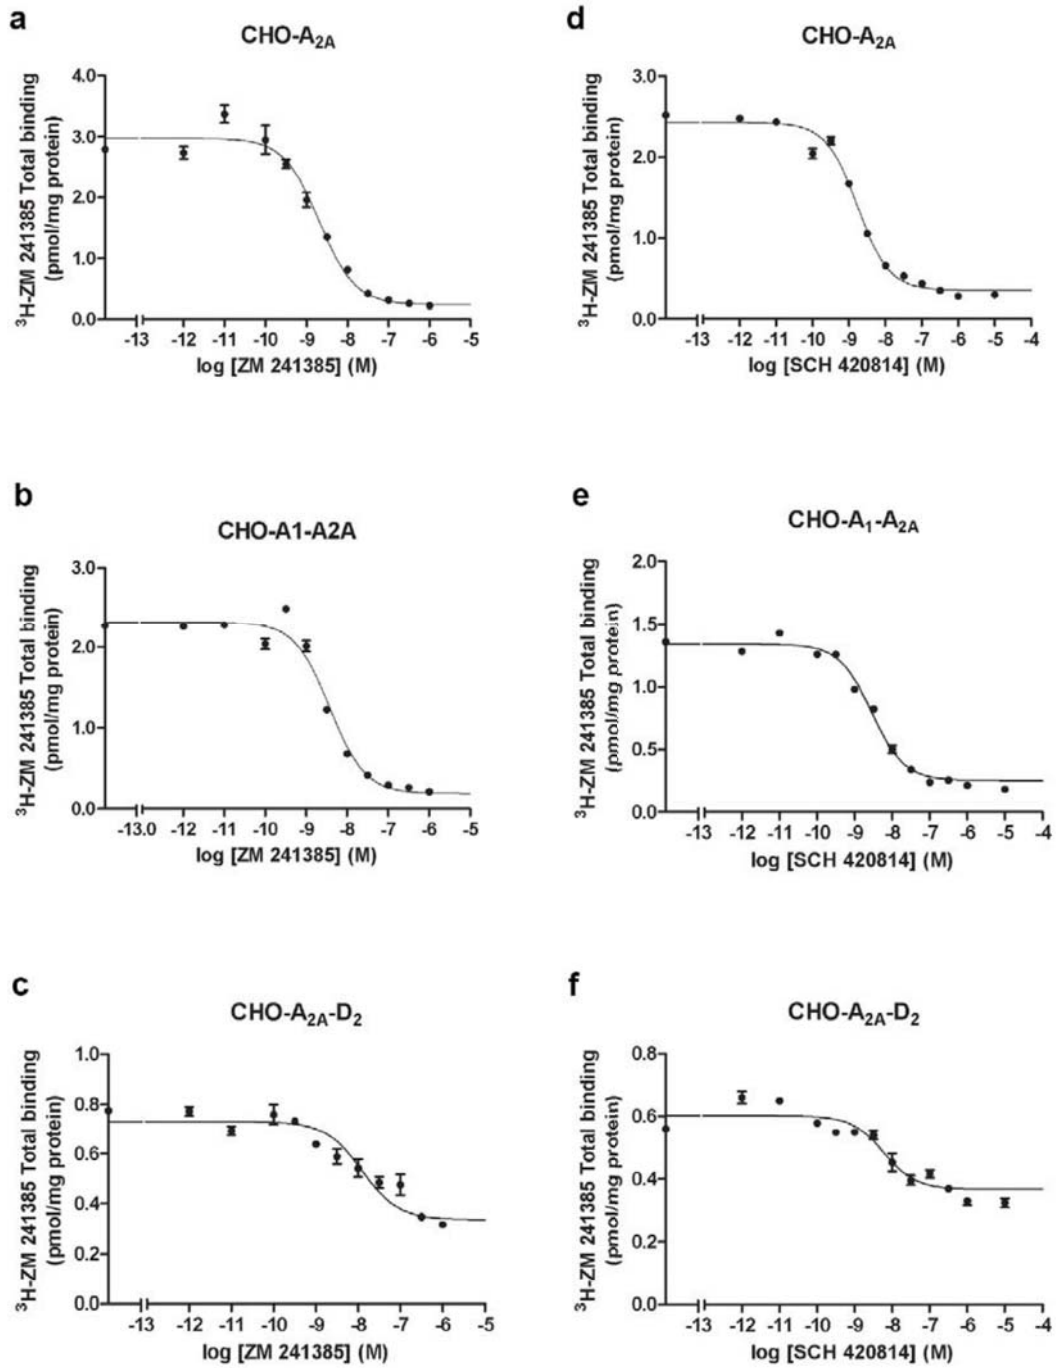 a
CHO-A₂A
4.0
3.0
2.0
1.0
0.0
³H-ZM 241385 Total binding
(pmol/mg protein)
-13 -12 -11 -10 -9 -8 -7 -6 -5
log [ZM 241385] (M)
d
CHO-A₂A
3.0
2.0
1.0
0.0
³H-ZM 241385 Total binding
(pmol/mg protein)
-13 -12 -11 -10 -9 -8 -7 -6 -5 -4
log [SCH 420814] (M)
b
CHO-A1-A2A
3.0
2.0
1.0
0.0
³H-ZM 241385 Total binding
(pmol/mg protein)
-13.0 -12 -11 -10 -9 -8 -7 -6 -5
log [ZM 241385] (M)
e
CHO-A₁-A₂A
2.0
1.5
1.0
0.5
0.0
³H-ZM 241385 Total binding
(pmol/mg protein)
-13 -12 -11 -10 -9 -8 -7 -6 -5 -4
log [SCH 420814] (M)
c
CHO-A₂A-D₂
1.0
0.8
0.6
0.4
0.2
0.0
³H-ZM 241385 Total binding
(pmol/mg protein)
-13 -12 -11 -10 -9 -8 -7 -6 -5
log [ZM 241385] (M)
f
CHO-A₂A-D₂
0.8
0.6
0.4
0.2
0.0
³H-ZM 241385 Total binding
(pmol/mg protein)
-13 -12 -11 -10 -9 -8 -7 -6 -5 -4
log [SCH 420814] (M)